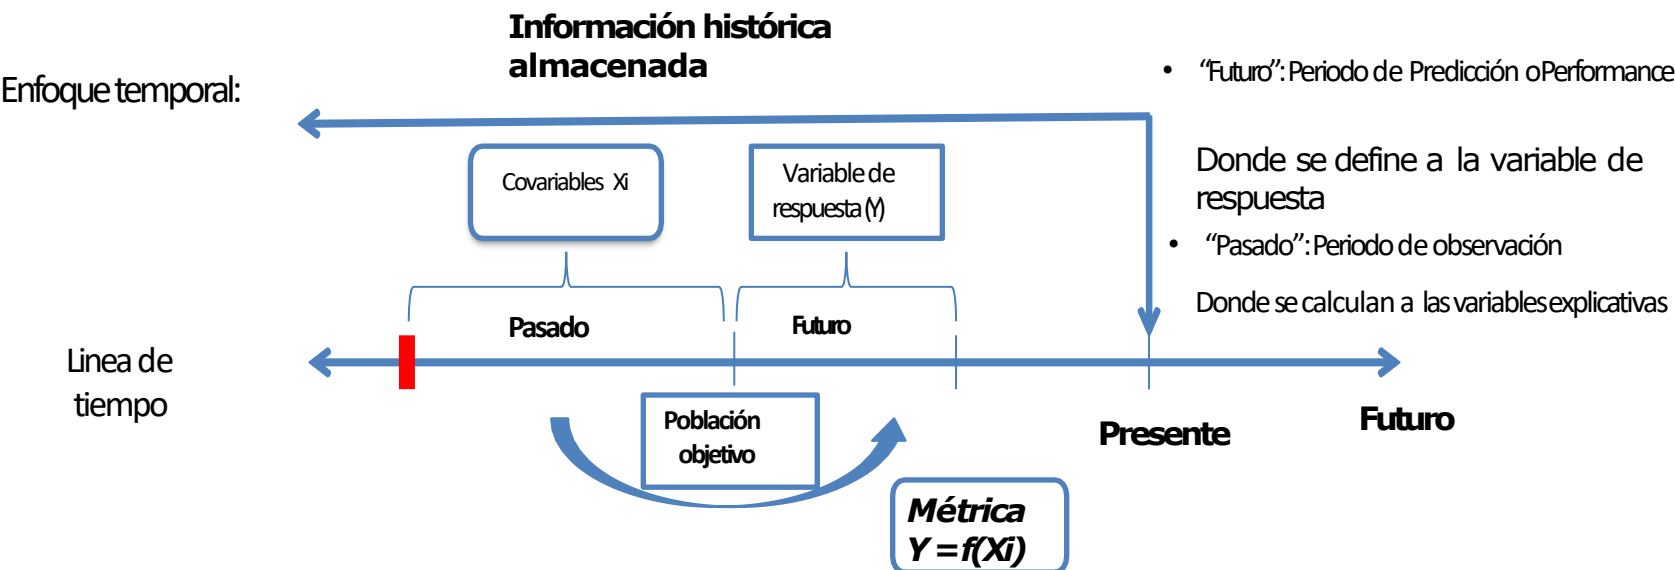 Información histórica
almacenada
Enfoque temporal:
• “Futuro”: Periodo de Predicción o Performance
Covariables Xi
Variable de
respuesta (Y)
Donde se define a la variable de
respuesta
• “Pasado”: Periodo de observación
Donde se calculan a las variables explicativas
Pasado
Futuro
Linea de
tiempo
Población
objetivo
Presente
Futuro
Métrica
Y = f(Xi)